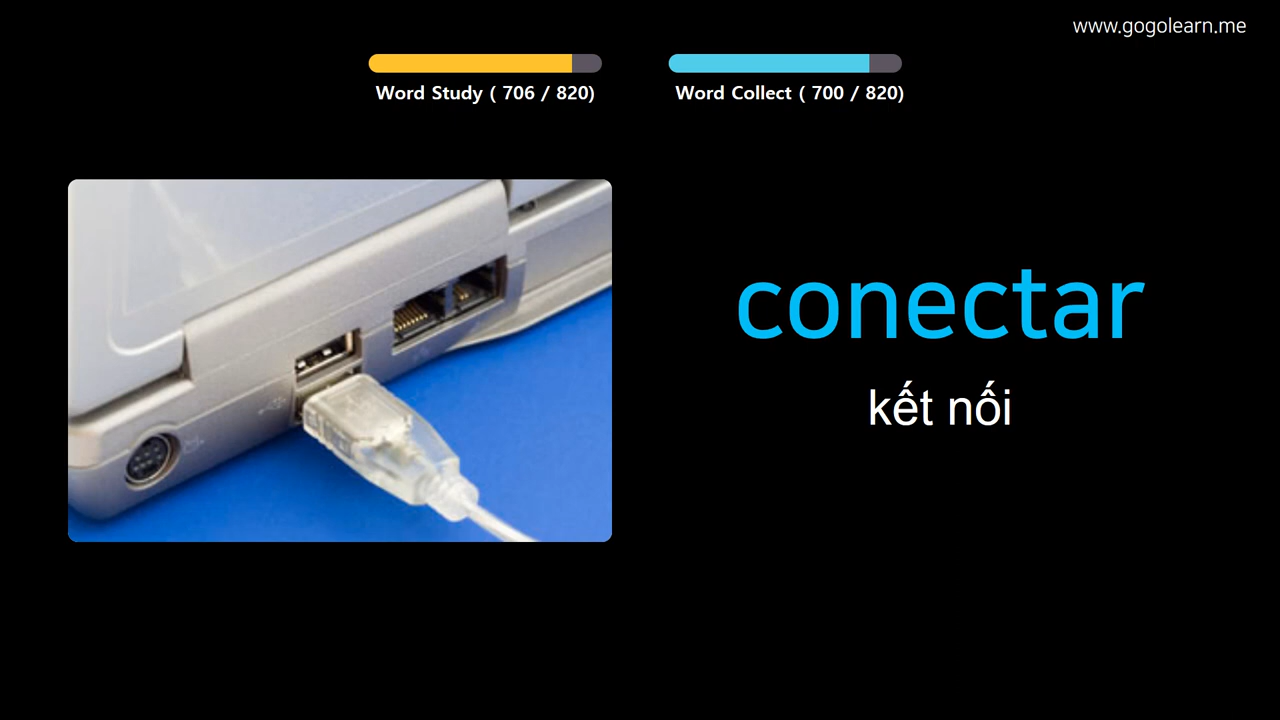 www.gogolearn.me
Word Study ( 706 / 820)
Word Collect ( 700 / 820)
conectar
kết nối